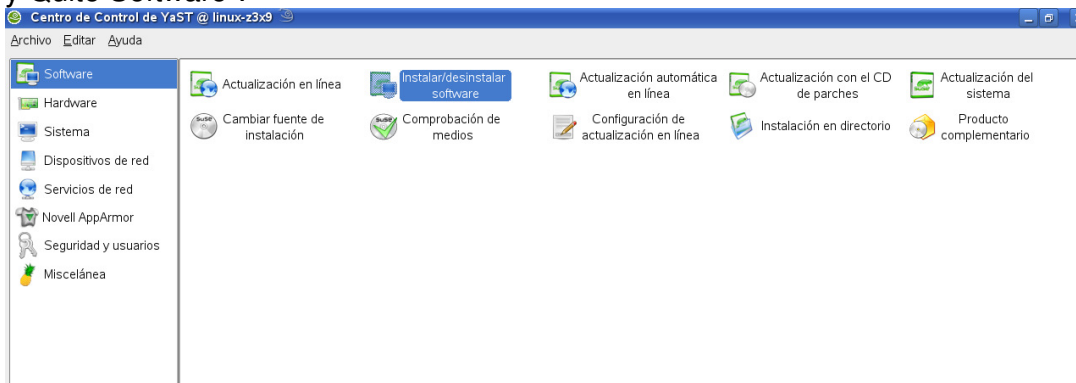 y Quito Software".
Centro de Control de YaST @ linux-z3x9
Archivo Editar Ayuda
Software
Hardware
Sistema
Dispositivos de red
Servicios de red
Novell AppArmor
Seguridad y usuarios
Miscelánea
Actualización en línea
Instalar/desinstalar
software
Actualización automática
en línea
Actualización con el CD
de parches
Actualización del
sistema
Cambiar fuente de
instalación
Comprobación de
medios
Configuración de
actualización en línea
Instalación en directorio
Producto
complementario